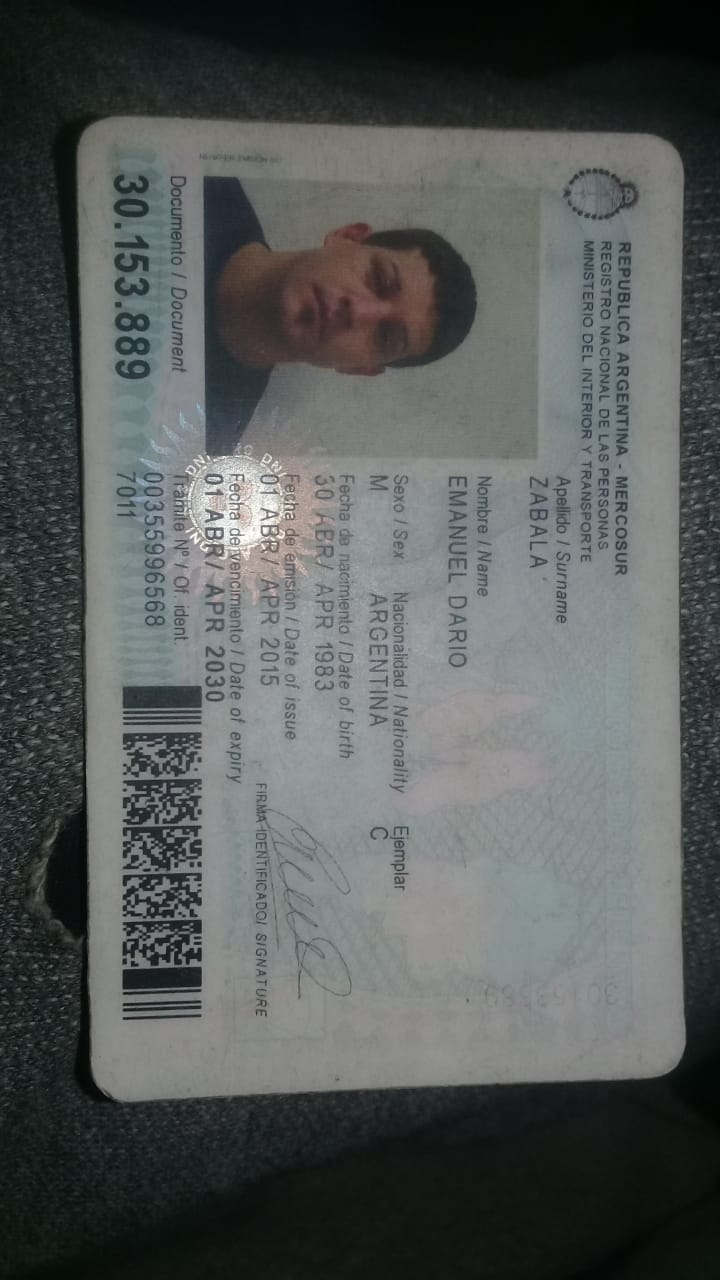 REPUBLICA ARGENTINA - MERCOSUR
REGISTRO NACIONAL DE LAS PERSONAS
MINISTERIO DEL INTERIOR Y TRANSPORTE
Apellido / Surname
ZABALA
Nombre / Name
EMANUEL DARIO
Sexo / Sex Nacionalidad / Nationality Ejemplar
M ARGENTINA C
Fecha de nacimiento / Date of birth
30 ABR/ APR 1983
Fecha de emisión / Date of issue
01 ABR/ APR 2015
Fecha de vencimiento / Date of expiry
01 ABR/ APR 2030
FIRMA IDENTIFICADO/ SIGNATURE
Trámite Nº / Of. ident.
00355996568
7011
Documento / Document
30.153.889
30153889
DNI